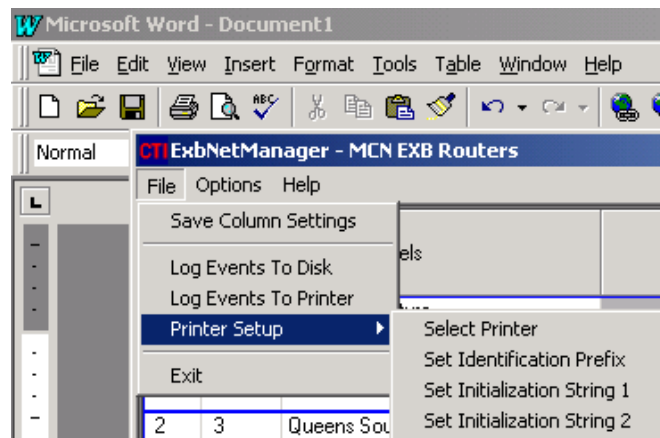 Microsoft Word - Document1
File Edit View Insert Format Tools Table Window Help
ABC
Normal
CTI ExbNetManager - MCN EXB Routers
File Options Help
L
Save Column Settings
els
Log Events To Disk
Log Events To Printer
Printer Setup
Select Printer
Set Identification Prefix
Exit
Set Initialization String 1
2 3 Queens Sou
Set Initialization String 2